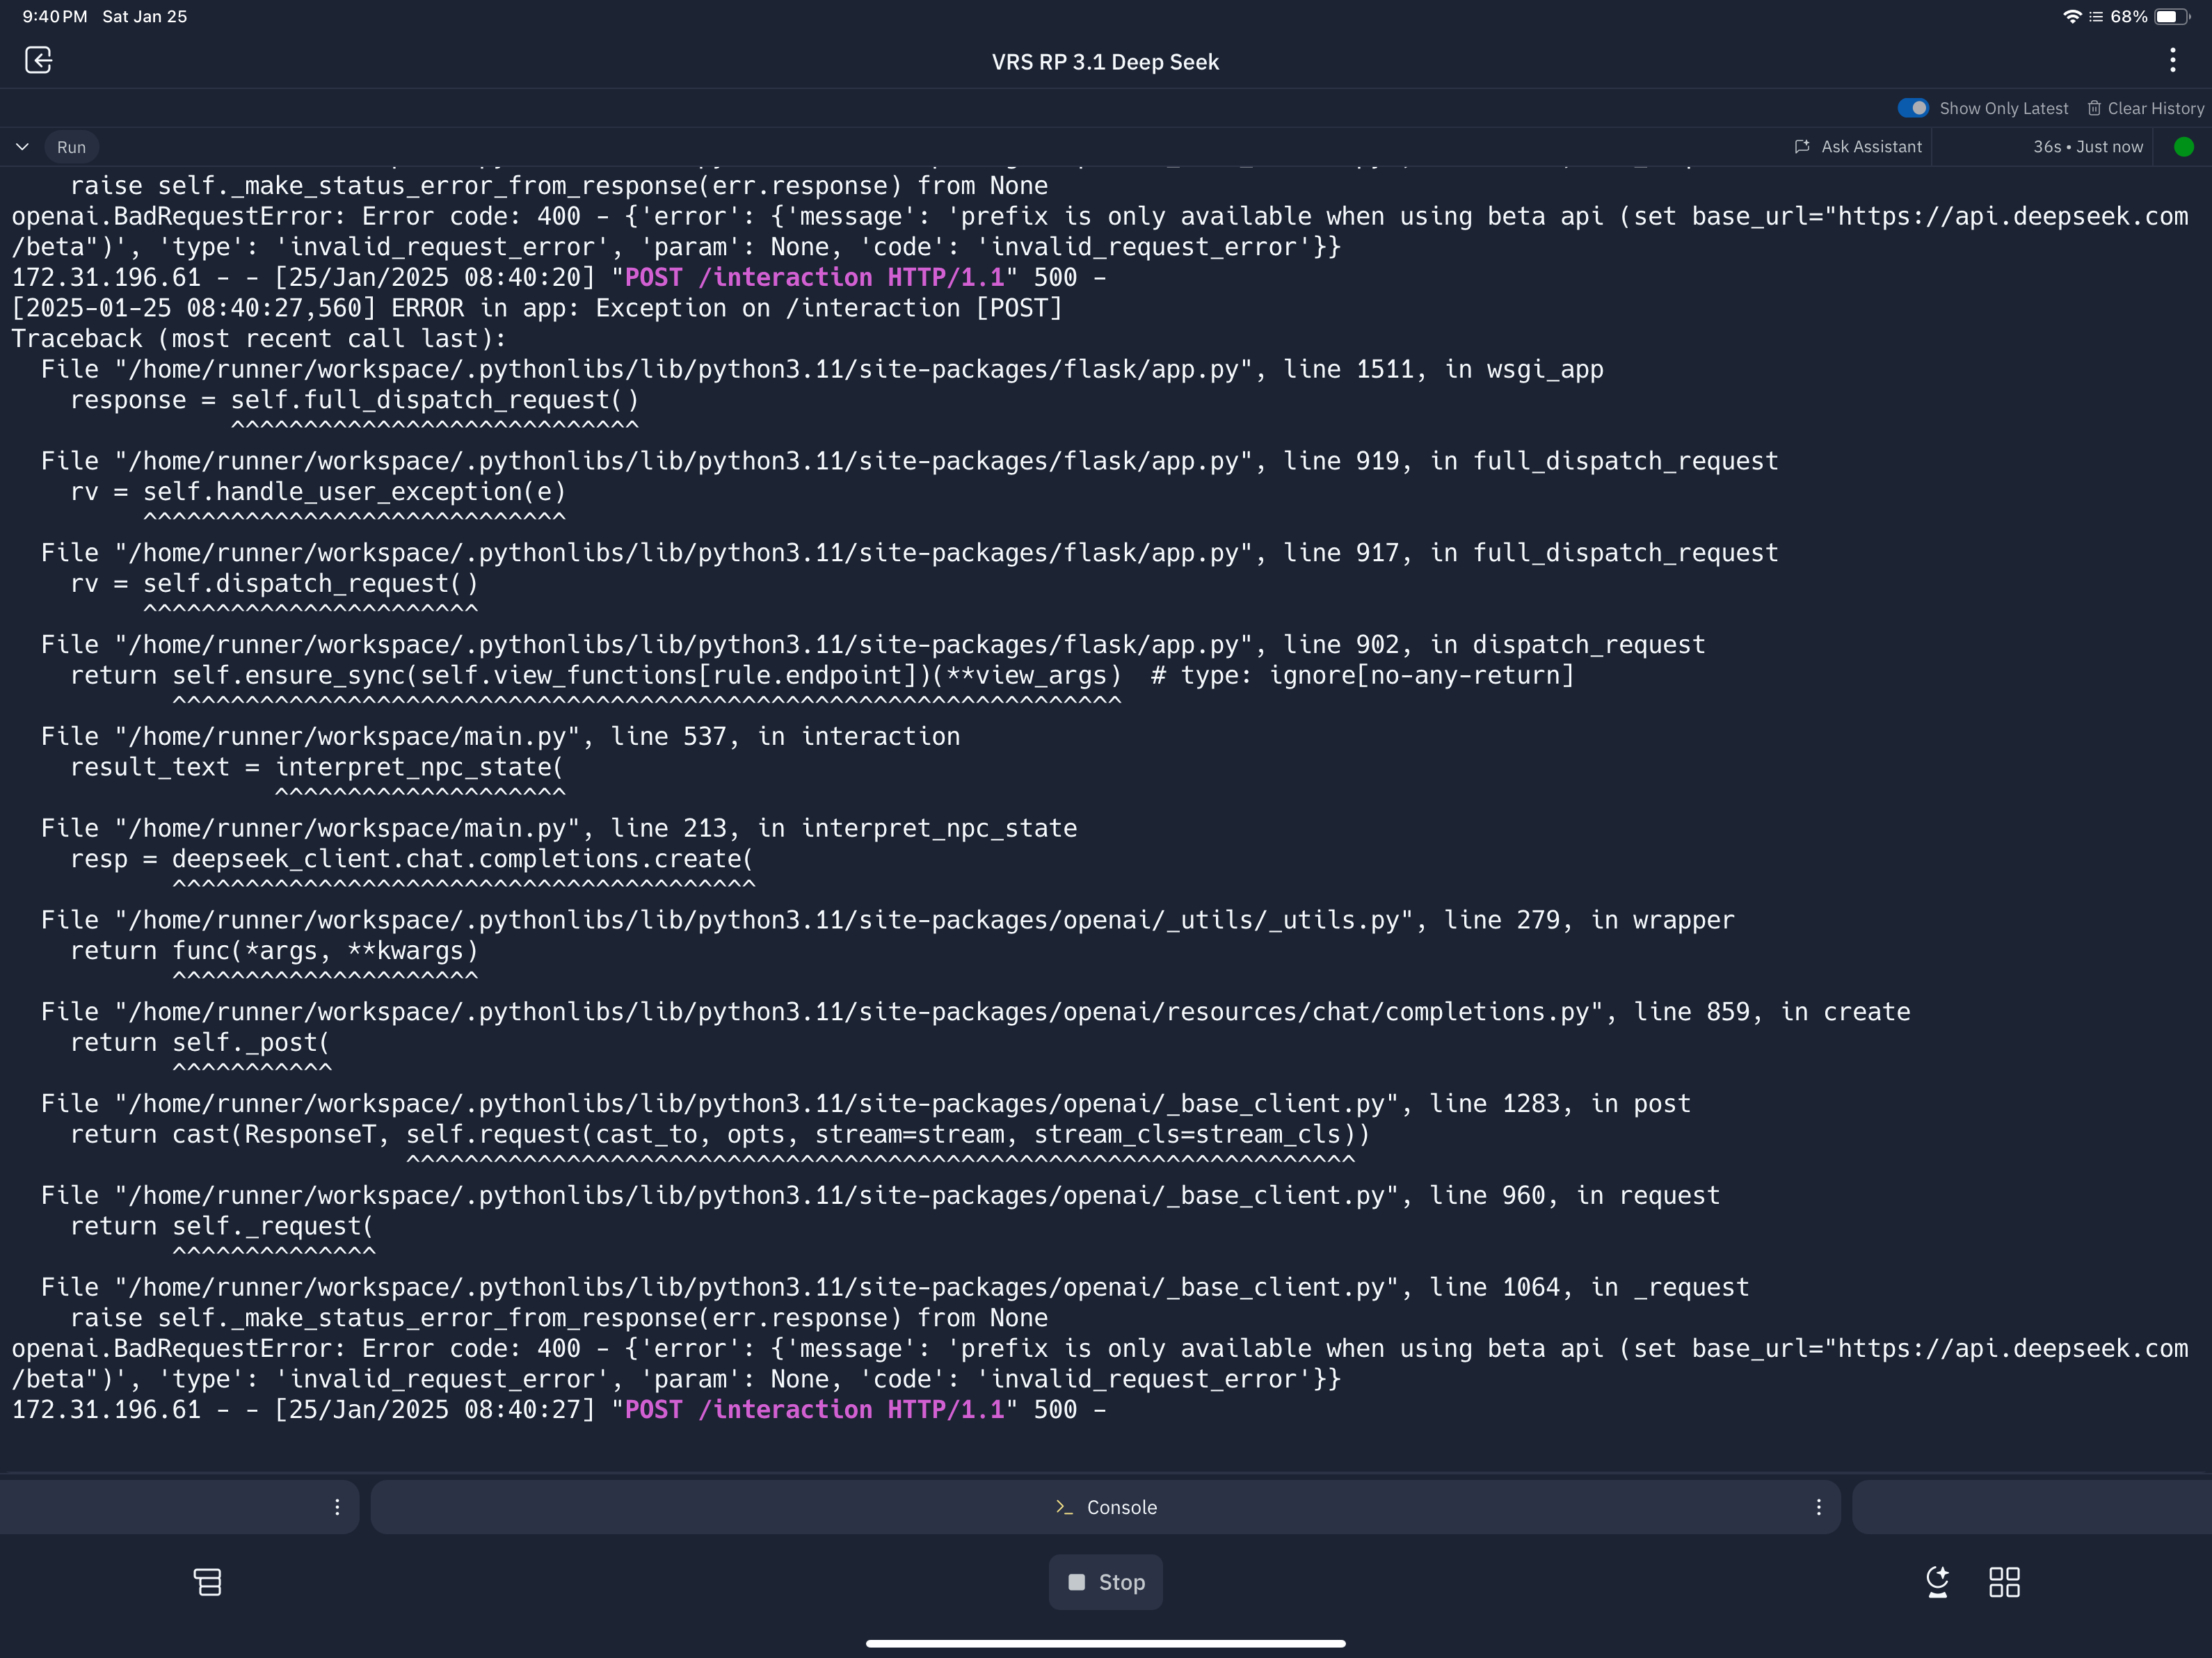 9:40 PM Sat Jan 25
68%
VRS RP 3.1 Deep Seek
Show Only Latest Clear History
Run Ask Assistant 36s • Just now
    raise self._make_status_error_from_response(err.response) from None
openai.BadRequestError: Error code: 400 - {'error': {'message': 'prefix is only available when using beta api (set base_url="https://api.deepseek.com
/beta")', 'type': 'invalid_request_error', 'param': None, 'code': 'invalid_request_error'}}
172.31.196.61 - - [25/Jan/2025 08:40:20] "POST /interaction HTTP/1.1" 500 -
[2025-01-25 08:40:27,560] ERROR in app: Exception on /interaction [POST]
Traceback (most recent call last):
  File "/home/runner/workspace/.pythonlibs/lib/python3.11/site-packages/flask/app.py", line 1511, in wsgi_app
    response = self.full_dispatch_request()
               ^^^^^^^^^^^^^^^^^^^^^^^^^^^^
  File "/home/runner/workspace/.pythonlibs/lib/python3.11/site-packages/flask/app.py", line 919, in full_dispatch_request
    rv = self.handle_user_exception(e)
         ^^^^^^^^^^^^^^^^^^^^^^^^^^^^^
  File "/home/runner/workspace/.pythonlibs/lib/python3.11/site-packages/flask/app.py", line 917, in full_dispatch_request
    rv = self.dispatch_request()
         ^^^^^^^^^^^^^^^^^^^^^^^
  File "/home/runner/workspace/.pythonlibs/lib/python3.11/site-packages/flask/app.py", line 902, in dispatch_request
    return self.ensure_sync(self.view_functions[rule.endpoint])(**view_args)  # type: ignore[no-any-return]
           ^^^^^^^^^^^^^^^^^^^^^^^^^^^^^^^^^^^^^^^^^^^^^^^^^^^^^^^^^^^^^^^^^
  File "/home/runner/workspace/main.py", line 537, in interaction
    result_text = interpret_npc_state(
                  ^^^^^^^^^^^^^^^^^^^^
  File "/home/runner/workspace/main.py", line 213, in interpret_npc_state
    resp = deepseek_client.chat.completions.create(
           ^^^^^^^^^^^^^^^^^^^^^^^^^^^^^^^^^^^^^^^^
  File "/home/runner/workspace/.pythonlibs/lib/python3.11/site-packages/openai/_utils/_utils.py", line 279, in wrapper
    return func(*args, **kwargs)
           ^^^^^^^^^^^^^^^^^^^^^
  File "/home/runner/workspace/.pythonlibs/lib/python3.11/site-packages/openai/resources/chat/completions.py", line 859, in create
    return self._post(
           ^^^^^^^^^^^
  File "/home/runner/workspace/.pythonlibs/lib/python3.11/site-packages/openai/_base_client.py", line 1283, in post
    return cast(ResponseT, self.request(cast_to, opts, stream=stream, stream_cls=stream_cls))
                           ^^^^^^^^^^^^^^^^^^^^^^^^^^^^^^^^^^^^^^^^^^^^^^^^^^^^^^^^^^^^^^^^^
  File "/home/runner/workspace/.pythonlibs/lib/python3.11/site-packages/openai/_base_client.py", line 960, in request
    return self._request(
           ^^^^^^^^^^^^^^
  File "/home/runner/workspace/.pythonlibs/lib/python3.11/site-packages/openai/_base_client.py", line 1064, in _request
    raise self._make_status_error_from_response(err.response) from None
openai.BadRequestError: Error code: 400 - {'error': {'message': 'prefix is only available when using beta api (set base_url="https://api.deepseek.com
/beta")', 'type': 'invalid_request_error', 'param': None, 'code': 'invalid_request_error'}}
172.31.196.61 - - [25/Jan/2025 08:40:27] "POST /interaction HTTP/1.1" 500 -
Console
Stop